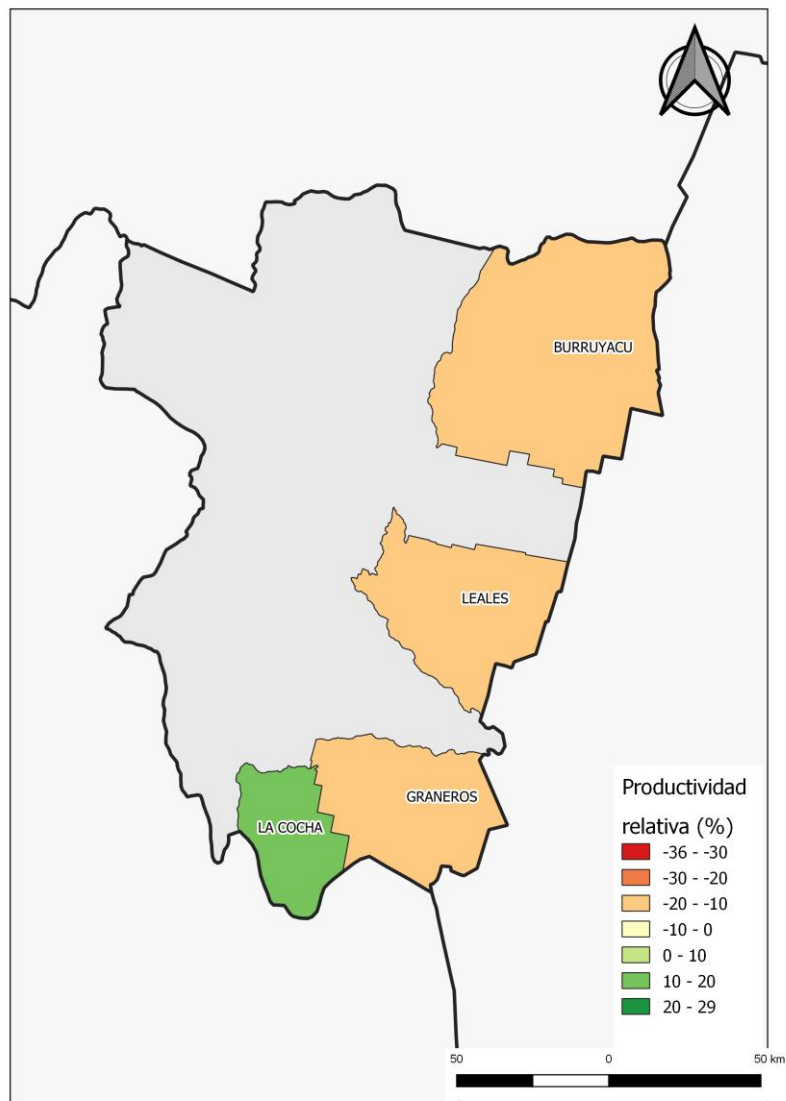 BURRUYACU
LEALES
GRANEROS
LA COCHA
Productividad
relativa (%)
-36 - -30
-30 - -20
-20 - -10
-10 - 0
0 - 10
10 - 20
20 - 29
50 0 50 km